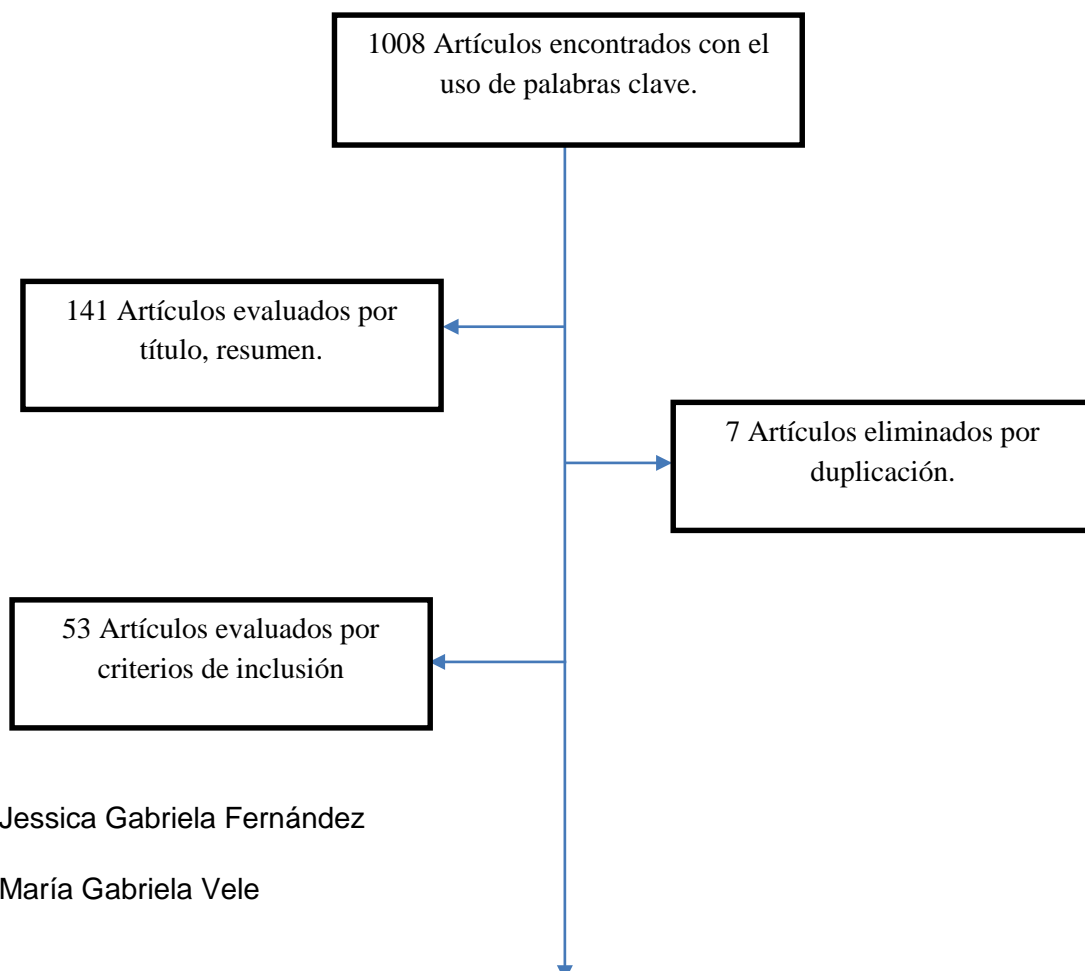 1008 Artículos encontrados con el
uso de palabras clave.
141 Artículos evaluados por
título, resumen.
7 Artículos eliminados por
duplicación.
53 Artículos evaluados por
criterios de inclusión
Jessica Gabriela Fernández
María Gabriela Vele